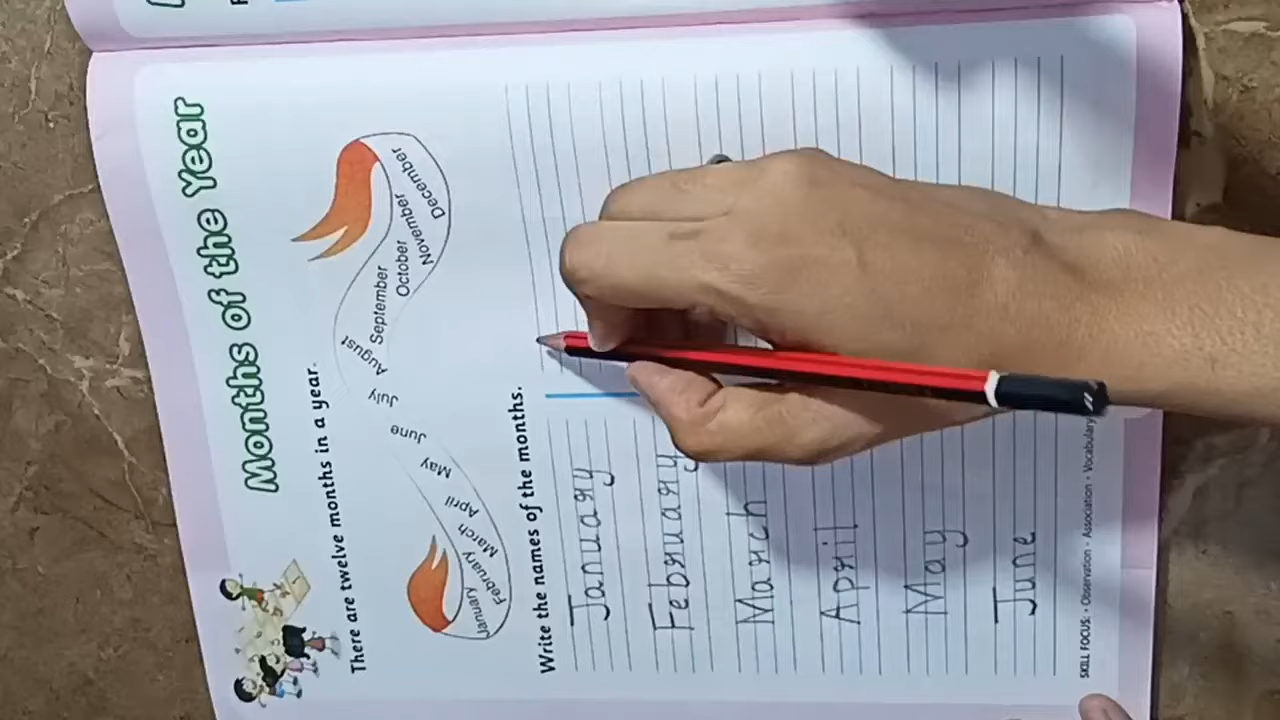 Months of the Year
There are twelve months in a year.
January
February
March
April
May
June
July
August
September
October
November
December
Write the names of the months.
January
February
March
April
May
June
SKILL FOCUS: • Observation • Association • Vocabulary